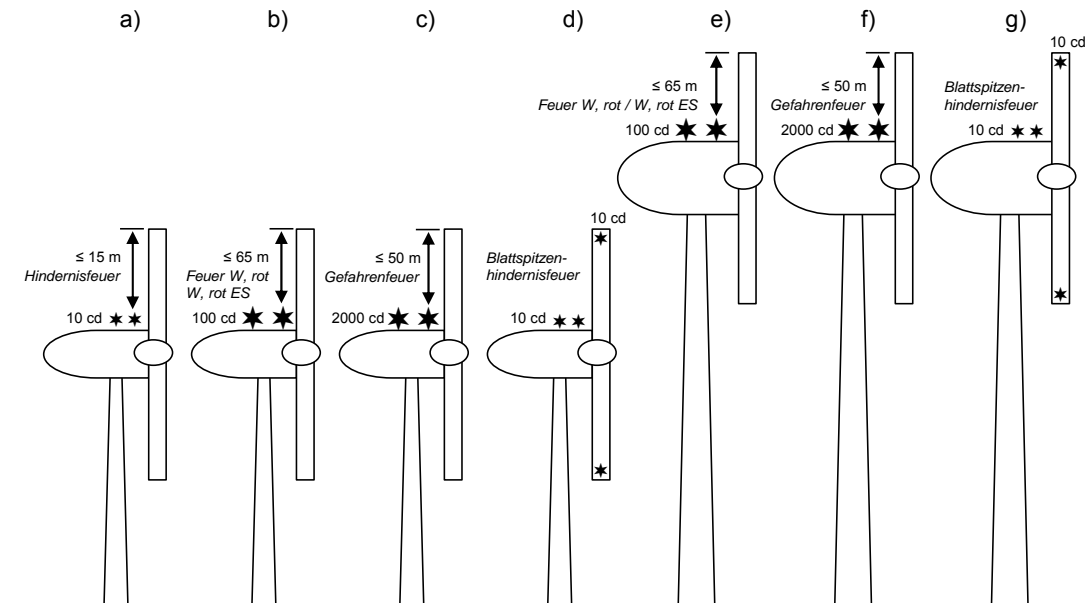 a)
b)
c)
d)
e)
f)
g)
≤ 15 m
Hindernisfeuer
10 cd
≤ 65 m
Feuer W, rot
W, rot ES
100 cd
≤ 50 m
Gefahrenfeuer
2000 cd
10 cd
Blattspitzen-
hindernisfeuer
10 cd
≤ 65 m
Feuer W, rot / W, rot ES
100 cd
≤ 50 m
Gefahrenfeuer
2000 cd
10 cd
Blattspitzen-
hindernisfeuer
10 cd